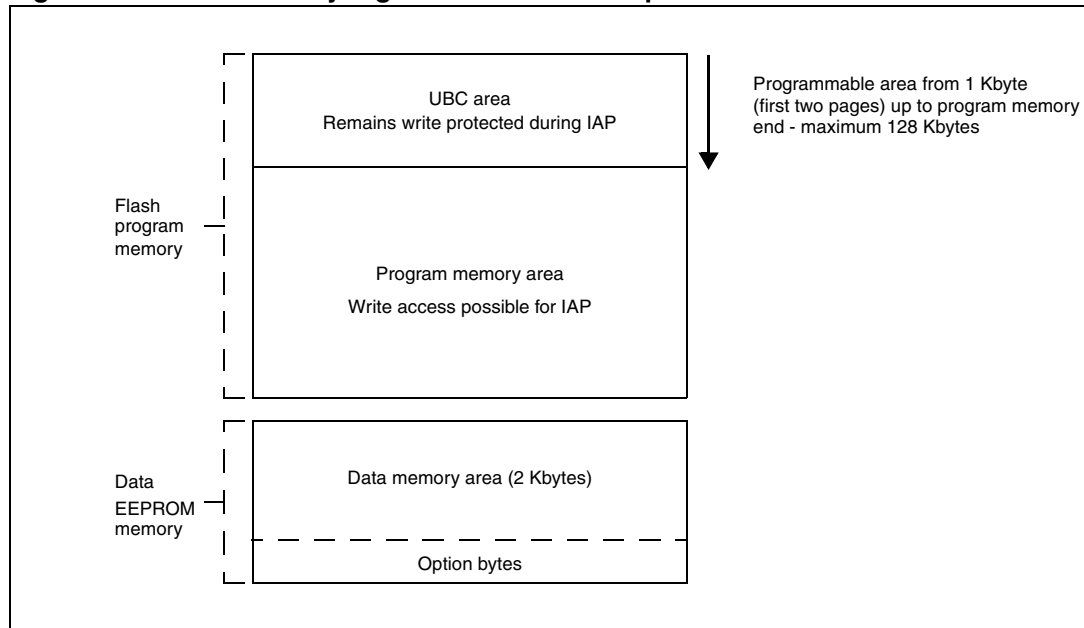 UBC area
Remains write protected during IAP
Programmable area from 1 Kbyte
(first two pages) up to program memory
end - maximum 128 Kbytes
Flash
program
memory
Program memory area
Write access possible for IAP
Data
EEPROM
memory
Data memory area (2 Kbytes)
Option bytes